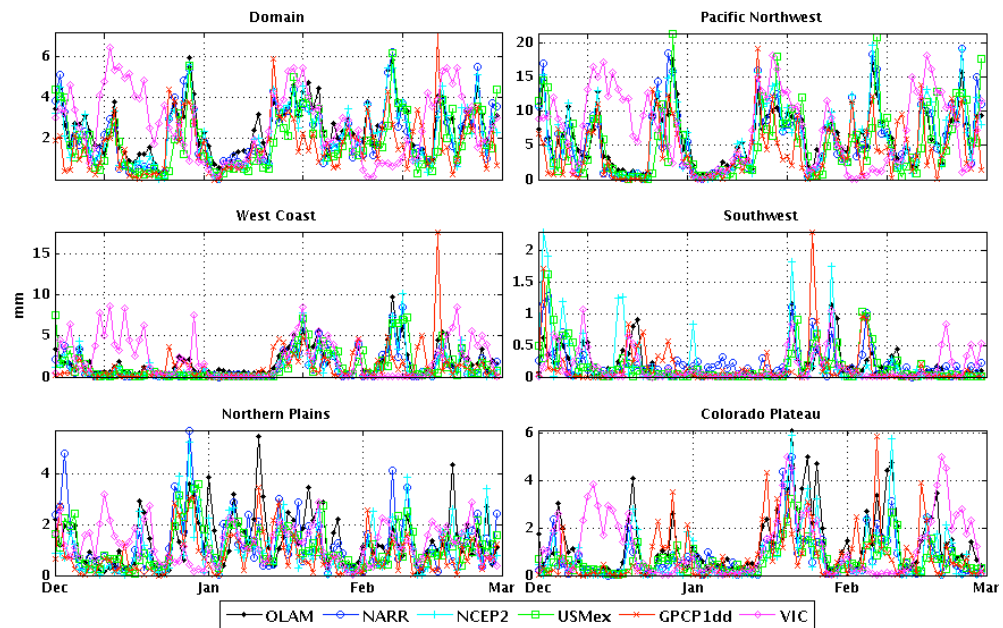 Domain
6
4
2
Pacific Northwest
20
15
10
5
0
West Coast
15
10
5
0
mm
Southwest
2
1.5
1
0.5
0
Northern Plains
4
2
0
Dec
Jan
Feb
Mar
Colorado Plateau
6
4
2
0
Dec
Jan
Feb
Mar
OLAM
NARR
NCEP2
USMex
GPCP1dd
VIC